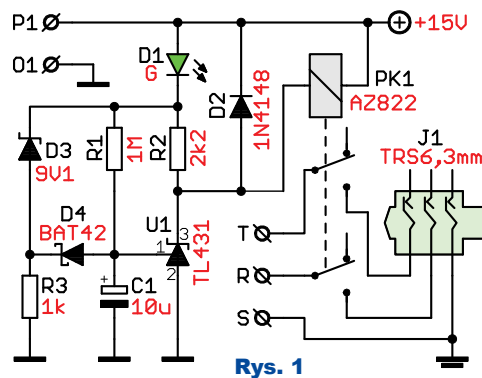 P1
+15V
O1
D1
G
PK1
AZ822
D2
1N4148
J1
TRS6,3mm
D3
9V1
R1
1M
R2
2k2
D4
BAT42
U1
1
3
2
TL431
T
R
S
R3
1k
+
C1
10u
Rys. 1